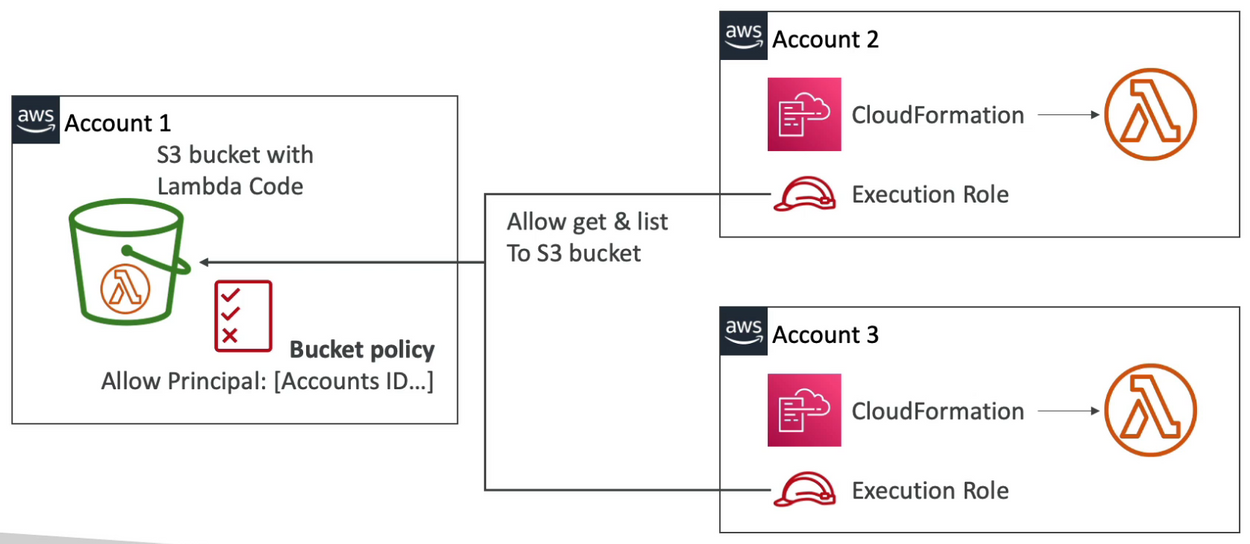 aws Account 1
S3 bucket with
Lambda Code
Bucket policy
Allow Principal: [Accounts ID...]
Allow get & list
To S3 bucket
aws Account 2
CloudFormation
Execution Role
aws Account 3
CloudFormation
Execution Role